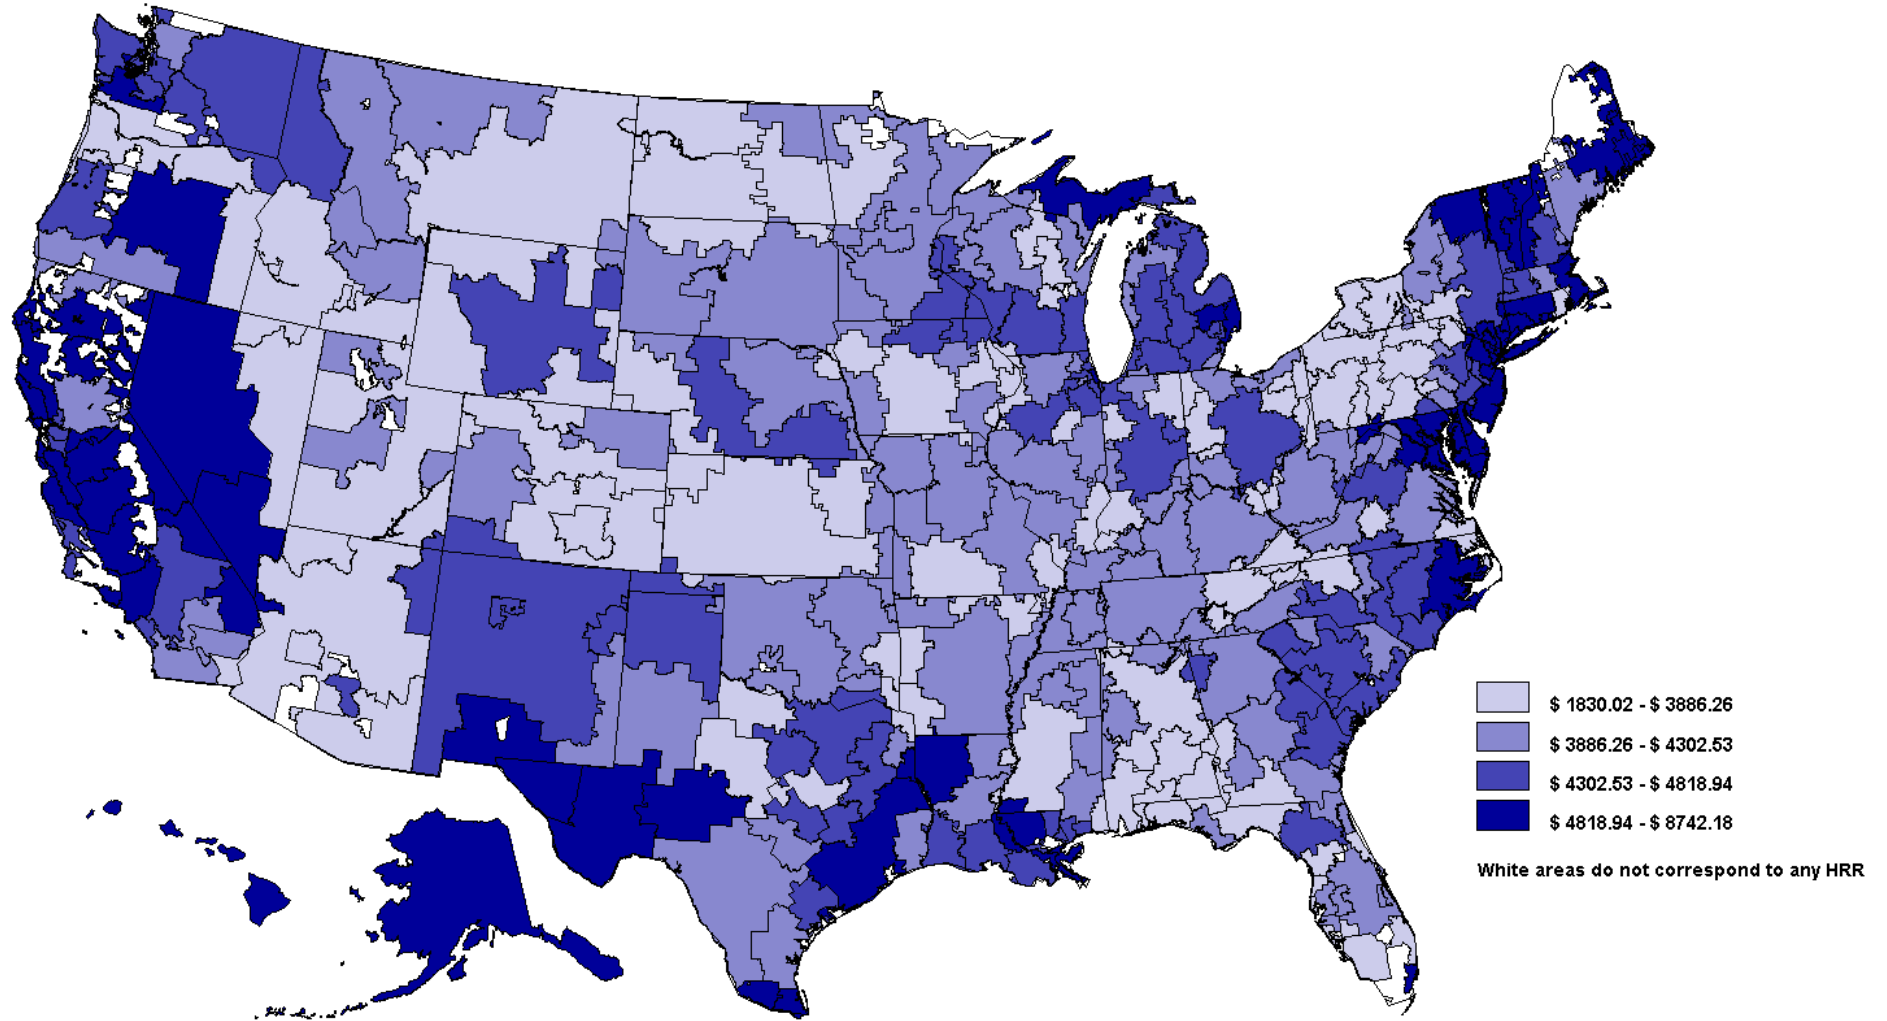 $ 1830.02 - $ 3886.26
$ 3886.26 - $ 4302.53
$ 4302.53 - $ 4818.94
$ 4818.94 - $ 8742.18
White areas do not correspond to any HRR